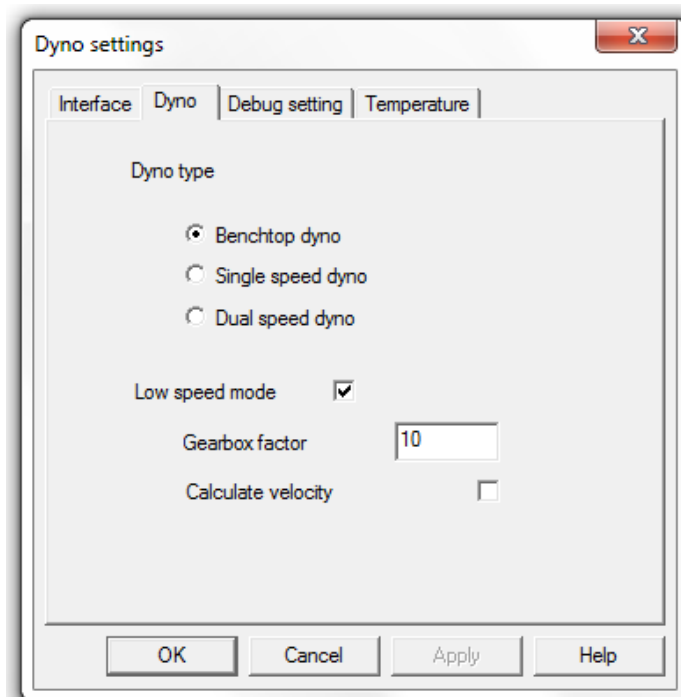 Dyno settings
Interface Dyno Debug setting Temperature
Dyno type
Benchtop dyno
Single speed dyno
Dual speed dyno
Low speed mode
Gearbox factor 10
Calculate velocity
OK Cancel Apply Help